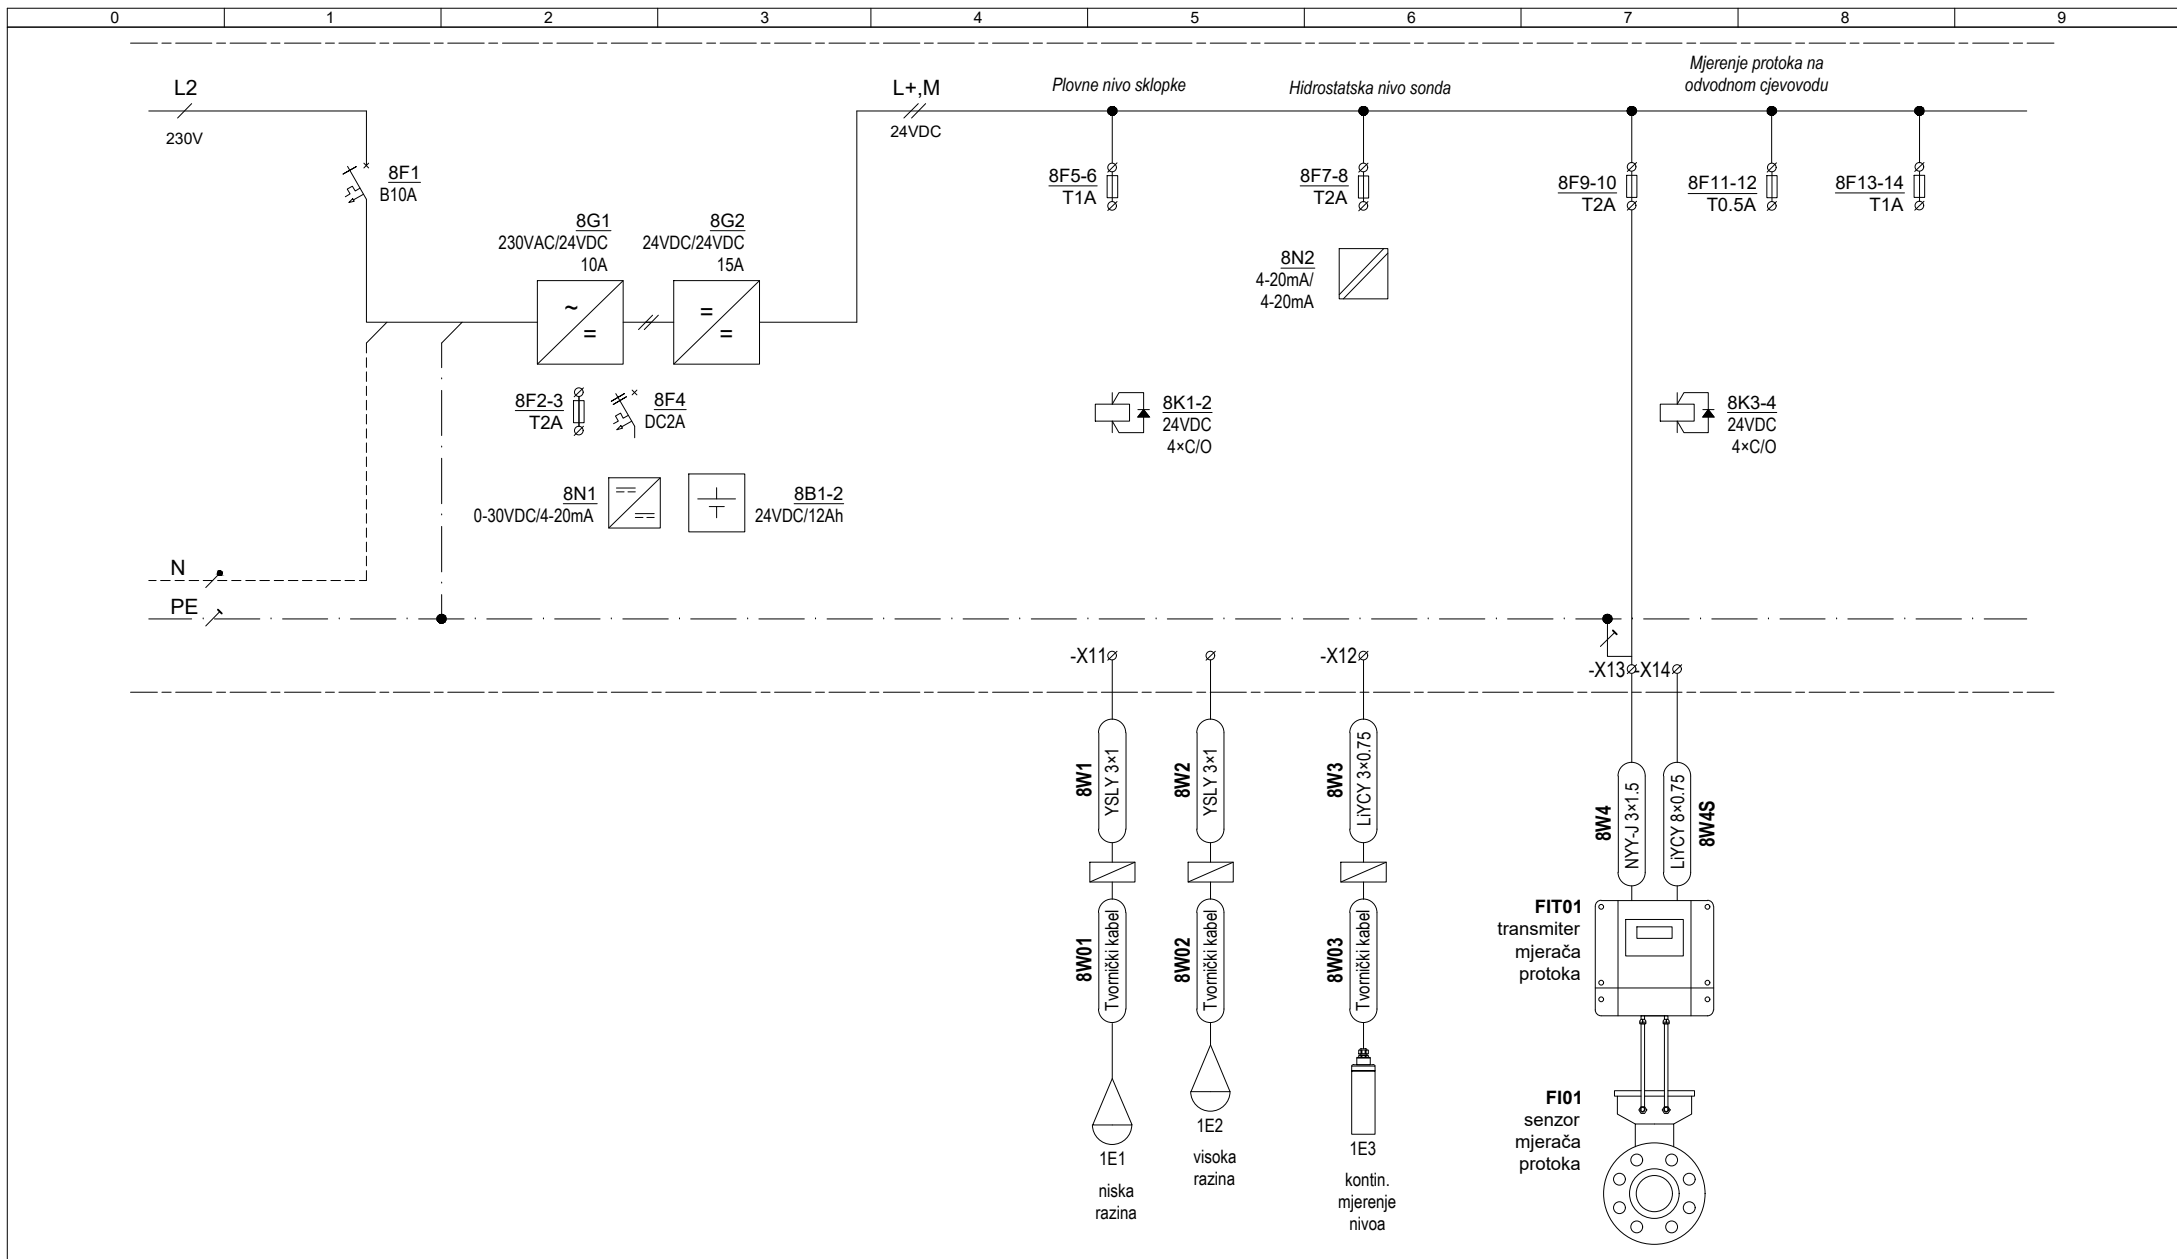 0 1 2 3 4 5 6 7 8 9
L2
230V
L+,M
24VDC
Plovne nivo sklopke
Hidrostatska nivo sonda
Mjerenje protoka na
odvodnom cjevovodu
8F1
B10A
8F5-6
T1A
8F7-8
T2A
8F9-10
T2A
8F11-12
T0.5A
8F13-14
T1A
8G1
230VAC/24VDC
10A
~
=
8G2
24VDC/24VDC
15A
=
=
8N2
4-20mA/
4-20mA
8F2-3
T2A
8F4
DC2A
8K1-2
24VDC
4×C/O
8K3-4
24VDC
4×C/O
8N1
0-30VDC/4-20mA
8B1-2
24VDC/12Ah
N
PE
-X11
-X12
-X13
-X14
8W1
YSLY 3×1
8W2
YSLY 3×1
8W3
LiYCY 3×0.75
8W4
NYY-J 3×1.5
LiYCY 8×0.75
8W4S
8W01
Tvornički kabel
8W02
Tvornički kabel
8W03
Tvornički kabel
FIT01
transmiter
mjerača
protoka
1E1
niska
razina
1E2
visoka
razina
1E3
kontin.
mjerenje
nivoa
FI01
senzor
mjerača
protoka